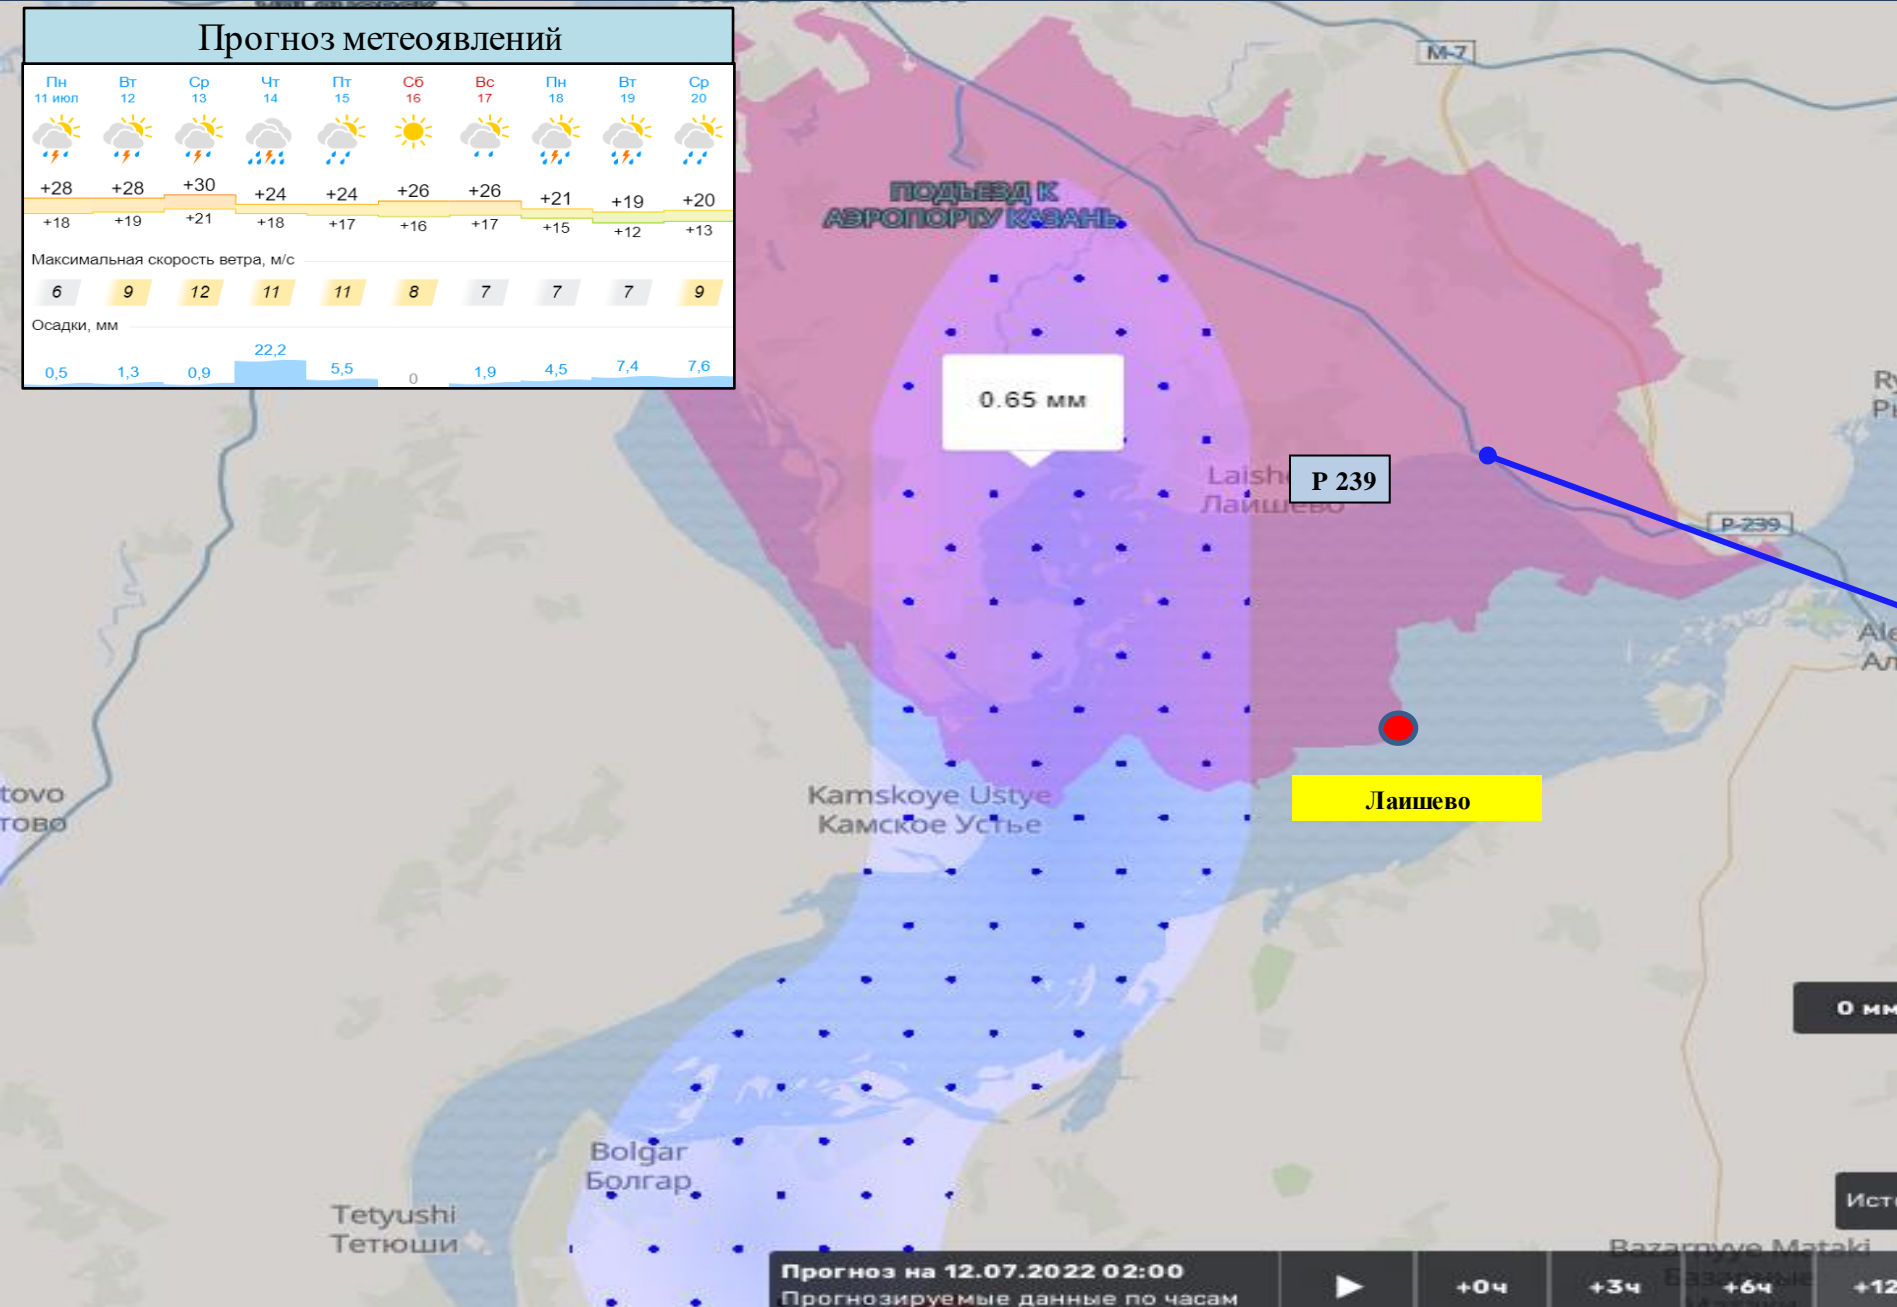 Прогноз метеоявлений
Пн Вт Ср Чт Пт Сб Вс Пн Вт Ср
11 июл 12 13 14 15 16 17 18 19 20
+28 +28 +30 +24 +24 +26 +26 +21 +19 +20
+18 +19 +21 +18 +17 +16 +17 +15 +12 +13
Максимальная скорость ветра, м/с
6 9 12 11 11 8 7 7 7 9
Осадки, мм
0,5 1,3 0,9 22,2 5,5 0 1,9 4,5 7,4 7,6
М-7
ПОДЪЕЗД К
АЭРОПОРТУ КАЗАНЬ
0.65 мм
Лаишево
Р 239
Р-239
Лаишево
Kamskoye Ustye
Камское Устье
0 мм
Bolgar
Болгар
Tetyushi
Тетюши
Bazarnyye Mataki
Прогноз на 12.07.2022 02:00
Прогнозируемые данные по часам
+0ч +3ч +6ч